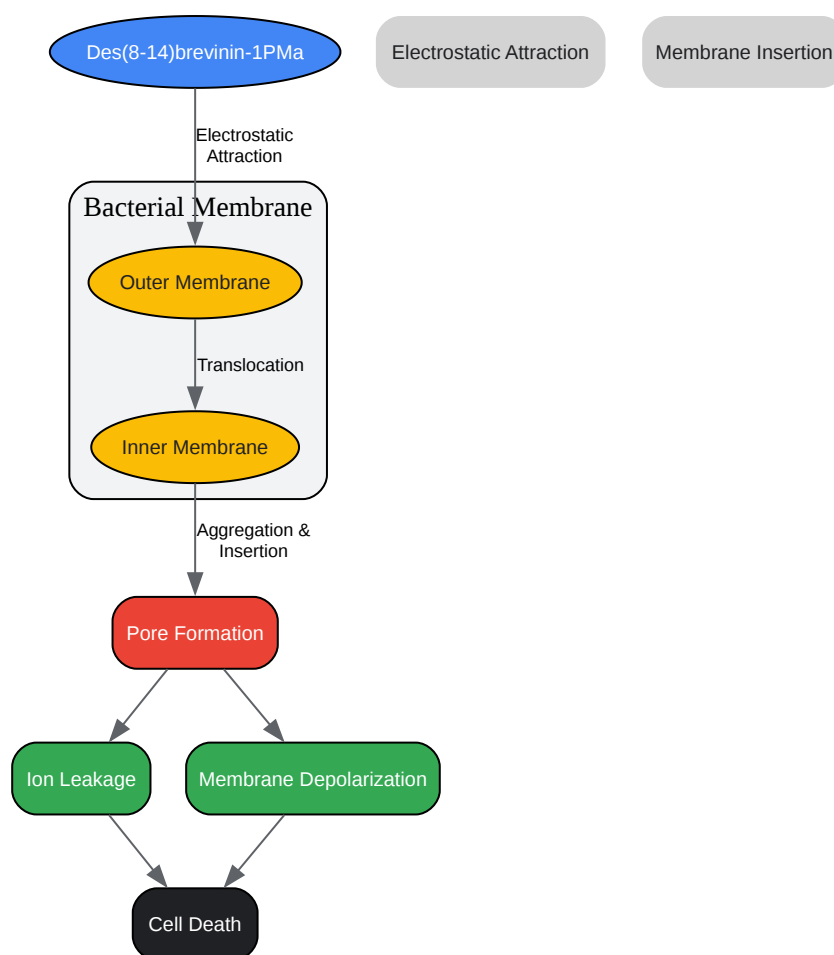 Des(8-14)brevinin-1PMa
Electrostatic Attraction
Membrane Insertion
Electrostatic
Attraction
Bacterial Membrane
Outer Membrane
Translocation
Inner Membrane
Aggregation &
Insertion
Pore Formation
Ion Leakage
Membrane Depolarization
Cell Death